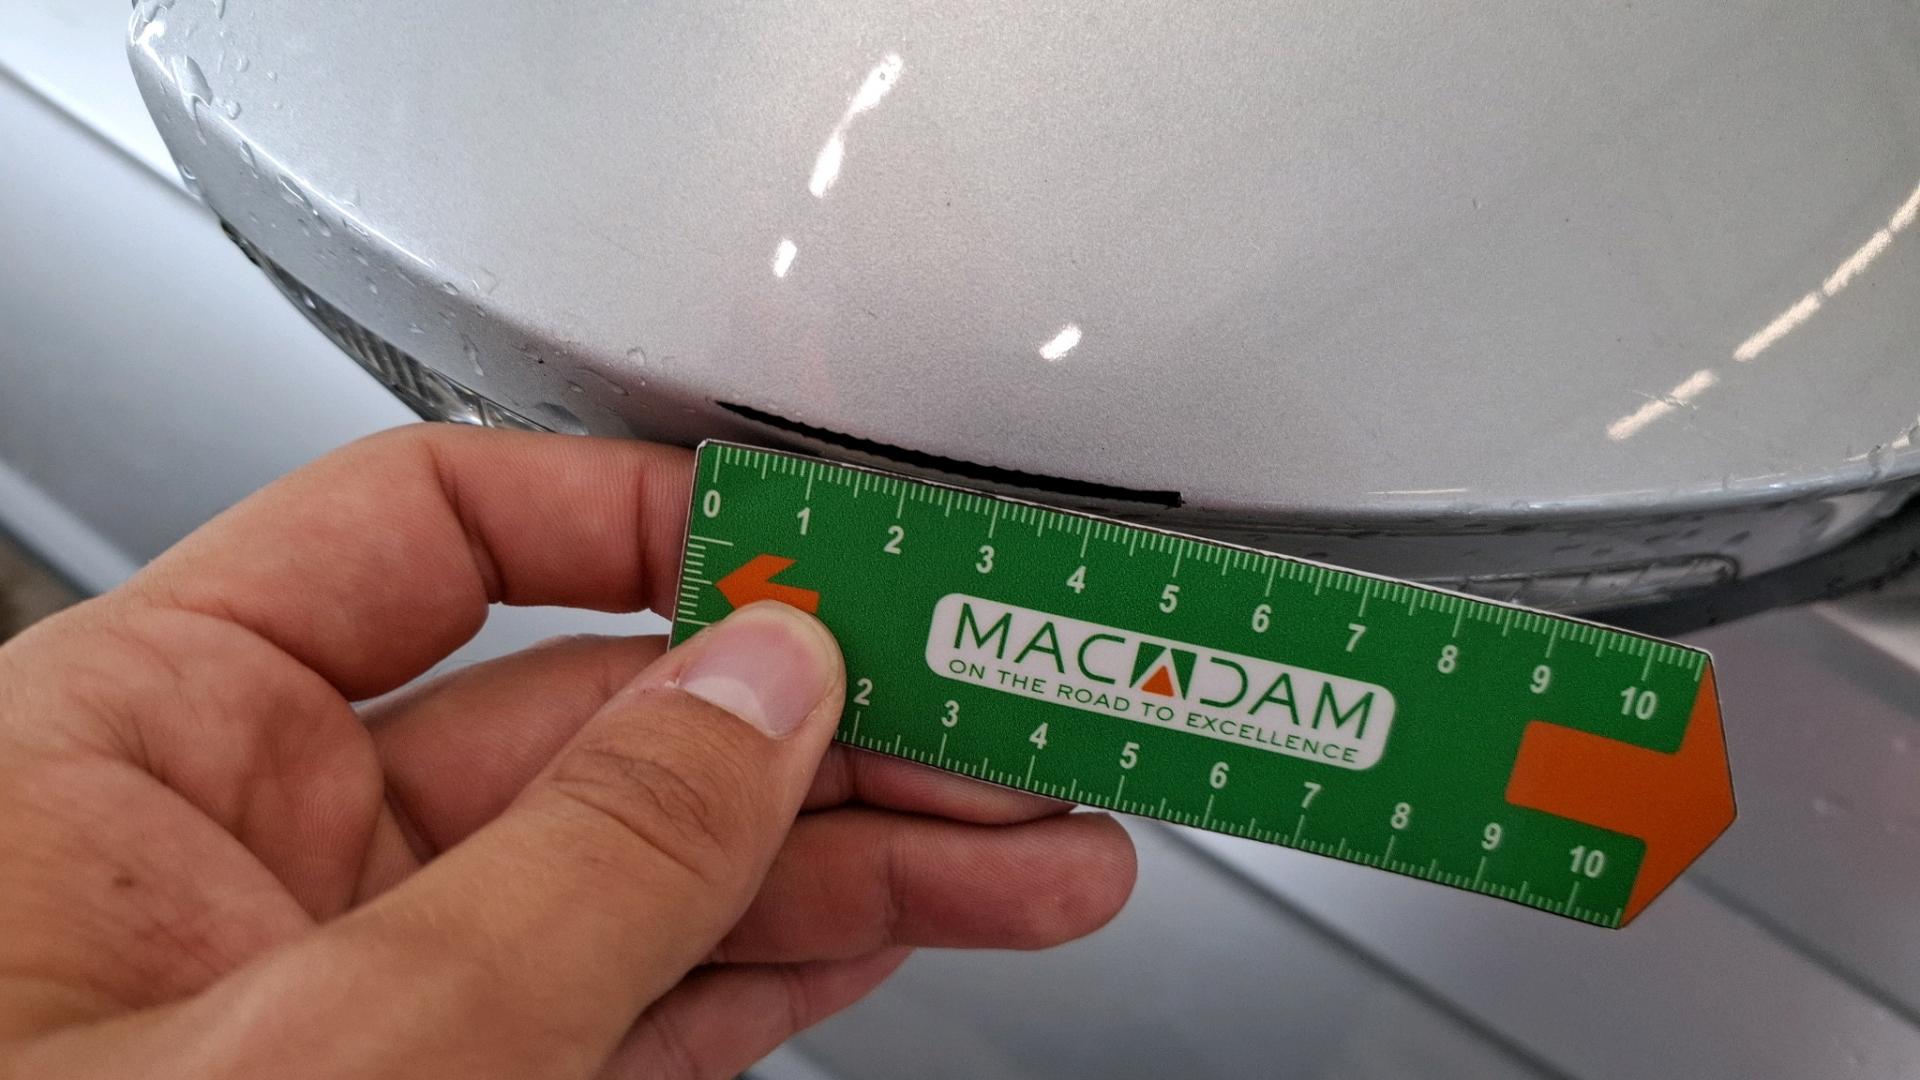 0 1 2 3 4 5 6 7 8 9 10
MACADAM
ON THE ROAD TO EXCELLENCE
2 3 4 5 6 7 8 9 10